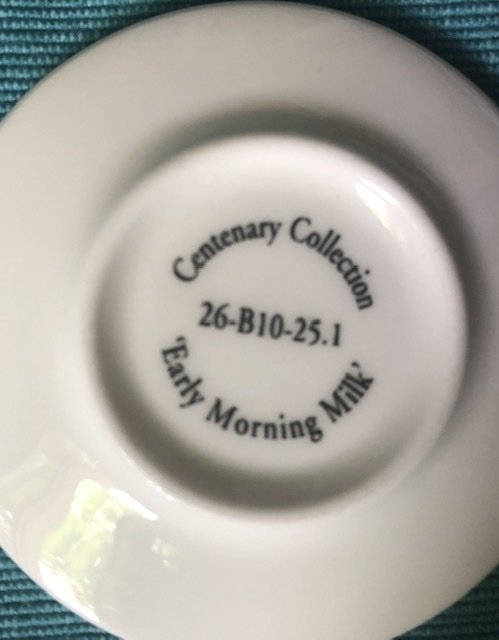 Centenary Collection
26-B10-25.1
'Early Morning Milk'